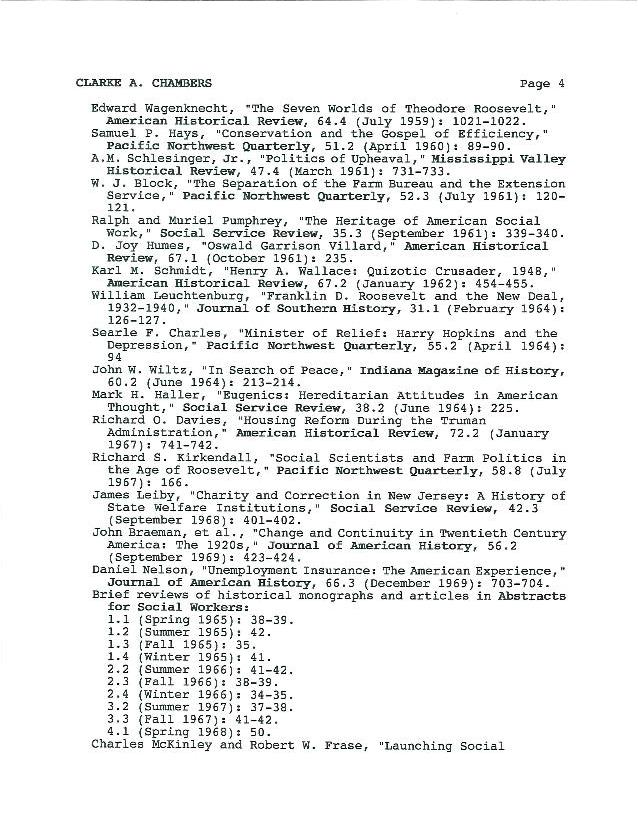 CLARKE A. CHAMBERS Page 4
Edward Wagenknecht, "The Seven Worlds of Theodore Roosevelt,"
American Historical Review, 64.4 (July 1959): 1021-1022.
Samuel P. Hays, "Conservation and the Gospel of Efficiency,"
Pacific Northwest Quarterly, 51.2 (April 1960): 89-90.
A.M. Schlesinger, Jr., "Politics of Upheaval," Mississippi Valley
Historical Review, 47.4 (March 1961): 731-733.
W. J. Block, "The Separation of the Farm Bureau and the Extension
Service," Pacific Northwest Quarterly, 52.3 (July 1961): 120-
121.
Ralph and Muriel Pumphrey, "The Heritage of American Social
Work," Social Service Review, 35.3 (September 1961): 339-340.
D. Joy Humes, "Oswald Garrison Villard," American Historical
Review, 67.1 (October 1961): 235.
Karl M. Schmidt, "Henry A. Wallace: Quizotic Crusader, 1948,"
American Historical Review, 67.2 (January 1962): 454-455.
William Leuchtenburg, "Franklin D. Roosevelt and the New Deal,
1932-1940," Journal of Southern History, 31.1 (February 1964):
126-127.
Searle F. Charles, "Minister of Relief: Harry Hopkins and the
Depression," Pacific Northwest Quarterly, 55.2 (April 1964):
94
John W. Wiltz, "In Search of Peace," Indiana Magazine of History,
60.2 (June 1964): 213-214.
Mark H. Haller, "Eugenics: Hereditarian Attitudes in American
Thought," Social Service Review, 38.2 (June 1964): 225.
Richard O. Davies, "Housing Reform During the Truman
Administration," American Historical Review, 72.2 (January
1967): 741-742.
Richard S. Kirkendall, "Social Scientists and Farm Politics in
the Age of Roosevelt," Pacific Northwest Quarterly, 58.8 (July
1967): 166.
James Leiby, "Charity and Correction in New Jersey: A History of
State Welfare Institutions," Social Service Review, 42.3
(September 1968): 401-402.
John Braeman, et al., "Change and Continuity in Twentieth Century
America: The 1920s," Journal of American History, 56.2
(September 1969): 423-424.
Daniel Nelson, "Unemployment Insurance: The American Experience,"
Journal of American History, 66.3 (December 1969): 703-704.
Brief reviews of historical monographs and articles in Abstracts
for Social Workers:
1.1 (Spring 1965): 38-39.
1.2 (Summer 1965): 42.
1.3 (Fall 1965): 35.
1.4 (Winter 1965): 41.
2.2 (Summer 1966): 41-42.
2.3 (Fall 1966): 38-39.
2.4 (Winter 1966): 34-35.
3.2 (Summer 1967): 37-38.
3.3 (Fall 1967): 41-42.
4.1 (Spring 1968): 50.
Charles McKinley and Robert W. Frase, "Launching Social